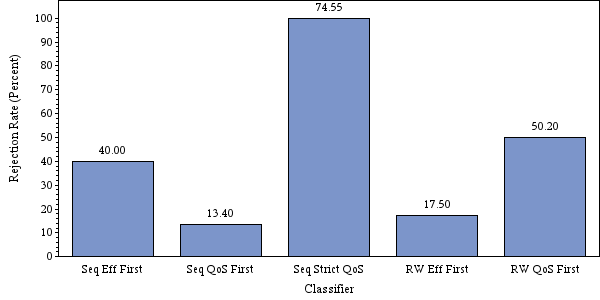 74.55
100
90
80
70
60
50
40
30
20
10
0
Rejection Rate (Percent)
40.00
13.40
17.50
50.20
Seq Eff First
Seq QoS First
Seq Strict QoS
RW Eff First
RW QoS First
Classifier